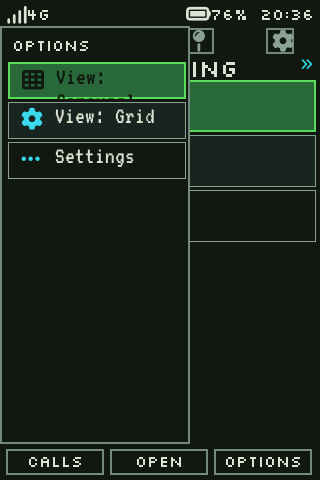 4G 76% 20:36
OPTIONS
ING »
View:
View: Grid
Settings
CALLS OPEN OPTIONS